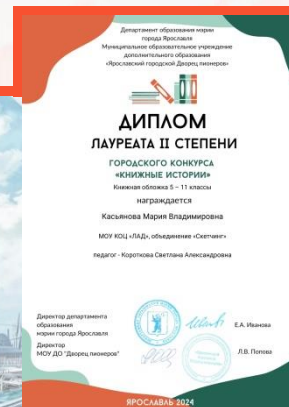 Департамент образования мэрии
города Ярославля
Муниципальное образовательное учреждение
дополнительного образования
«Ярославский городской Дворец пионеров»
ДИПЛОМ
ЛАУРЕАТА II СТЕПЕНИ
ГОРОДСКОГО КОНКУРСА
«КНИЖНЫЕ ИСТОРИИ»
Книжная обложка 5 – 11 классы
награждается
Касьянова Мария Владимировна
МОУ КОЦ «ЛАД», объединение «Скетчинг»
педагог - Короткова Светлана Александровна
Директор департамента
образования
мэрии города Ярославля
Е.А. Иванова
Директор
МОУ ДО "Дворец пионеров"
Л.В. Попова
ЯРОСЛАВЛЬ 2024